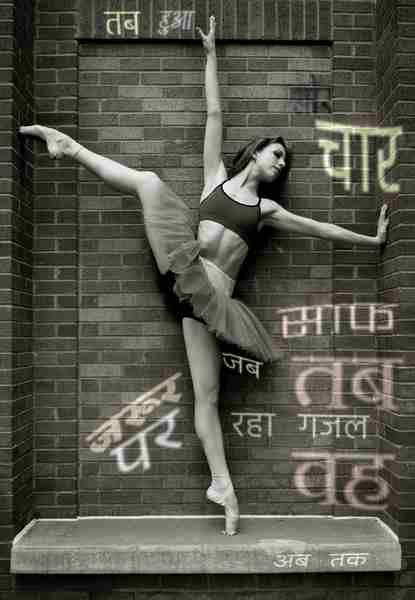 तब हुआ
चार
साफ
जब
तब
जरूर
पर
रहा गजल
वह
अब तक